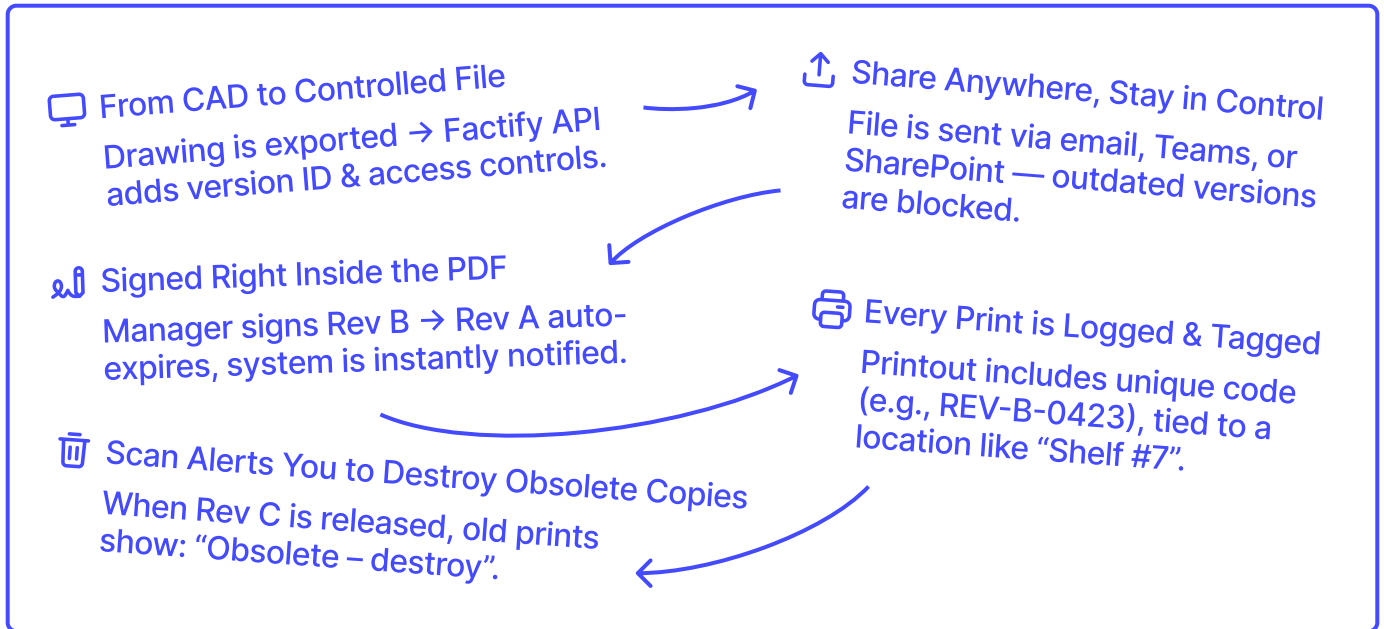 From CAD to Controlled File
Drawing is exported → Factify API
adds version ID & access controls.
Share Anywhere, Stay in Control
File is sent via email, Teams, or
SharePoint — outdated versions
are blocked.
Signed Right Inside the PDF
Manager signs Rev B → Rev A auto-
expires, system is instantly notified.
Every Print is Logged & Tagged
Printout includes unique code
(e.g., REV-B-0423), tied to a
location like “Shelf #7”.
Scan Alerts You to Destroy Obsolete Copies
When Rev C is released, old prints
show: “Obsolete – destroy”.